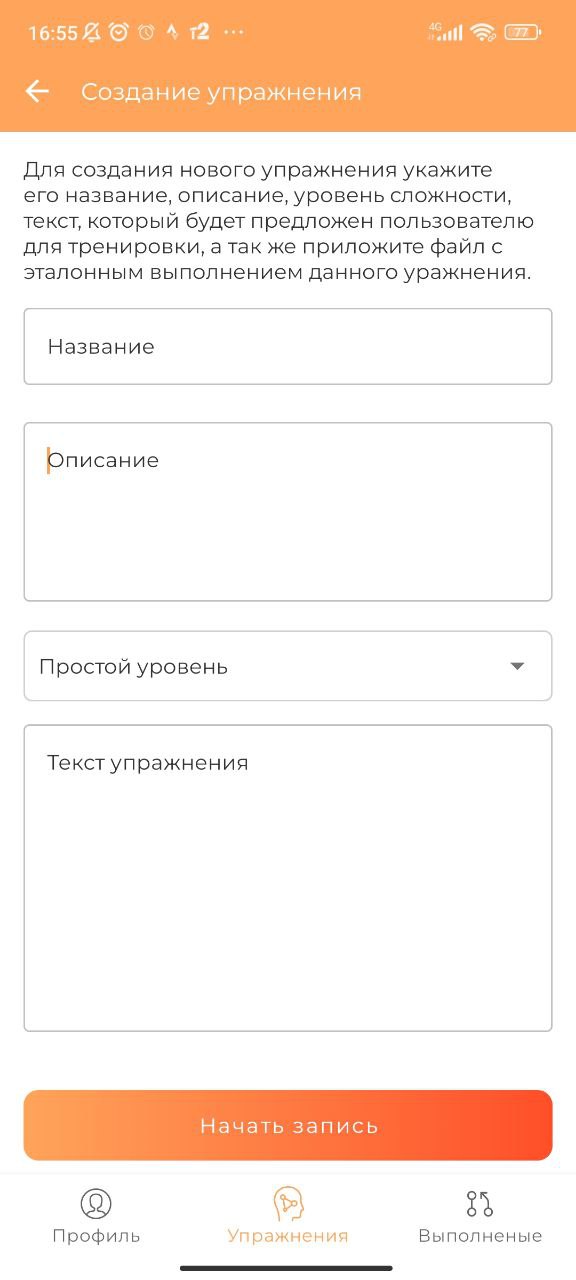 16:55 т2 ... 4G 77
Создание упражнения
Для создания нового упражнения укажите
его название, описание, уровень сложности,
текст, который будет предложен пользователю
для тренировки, а так же приложите файл с
эталонным выполнением данного уражнения.
Название
Описание
Простой уровень
Текст упражнения
Начать запись
Профиль Упражнения Выполненые